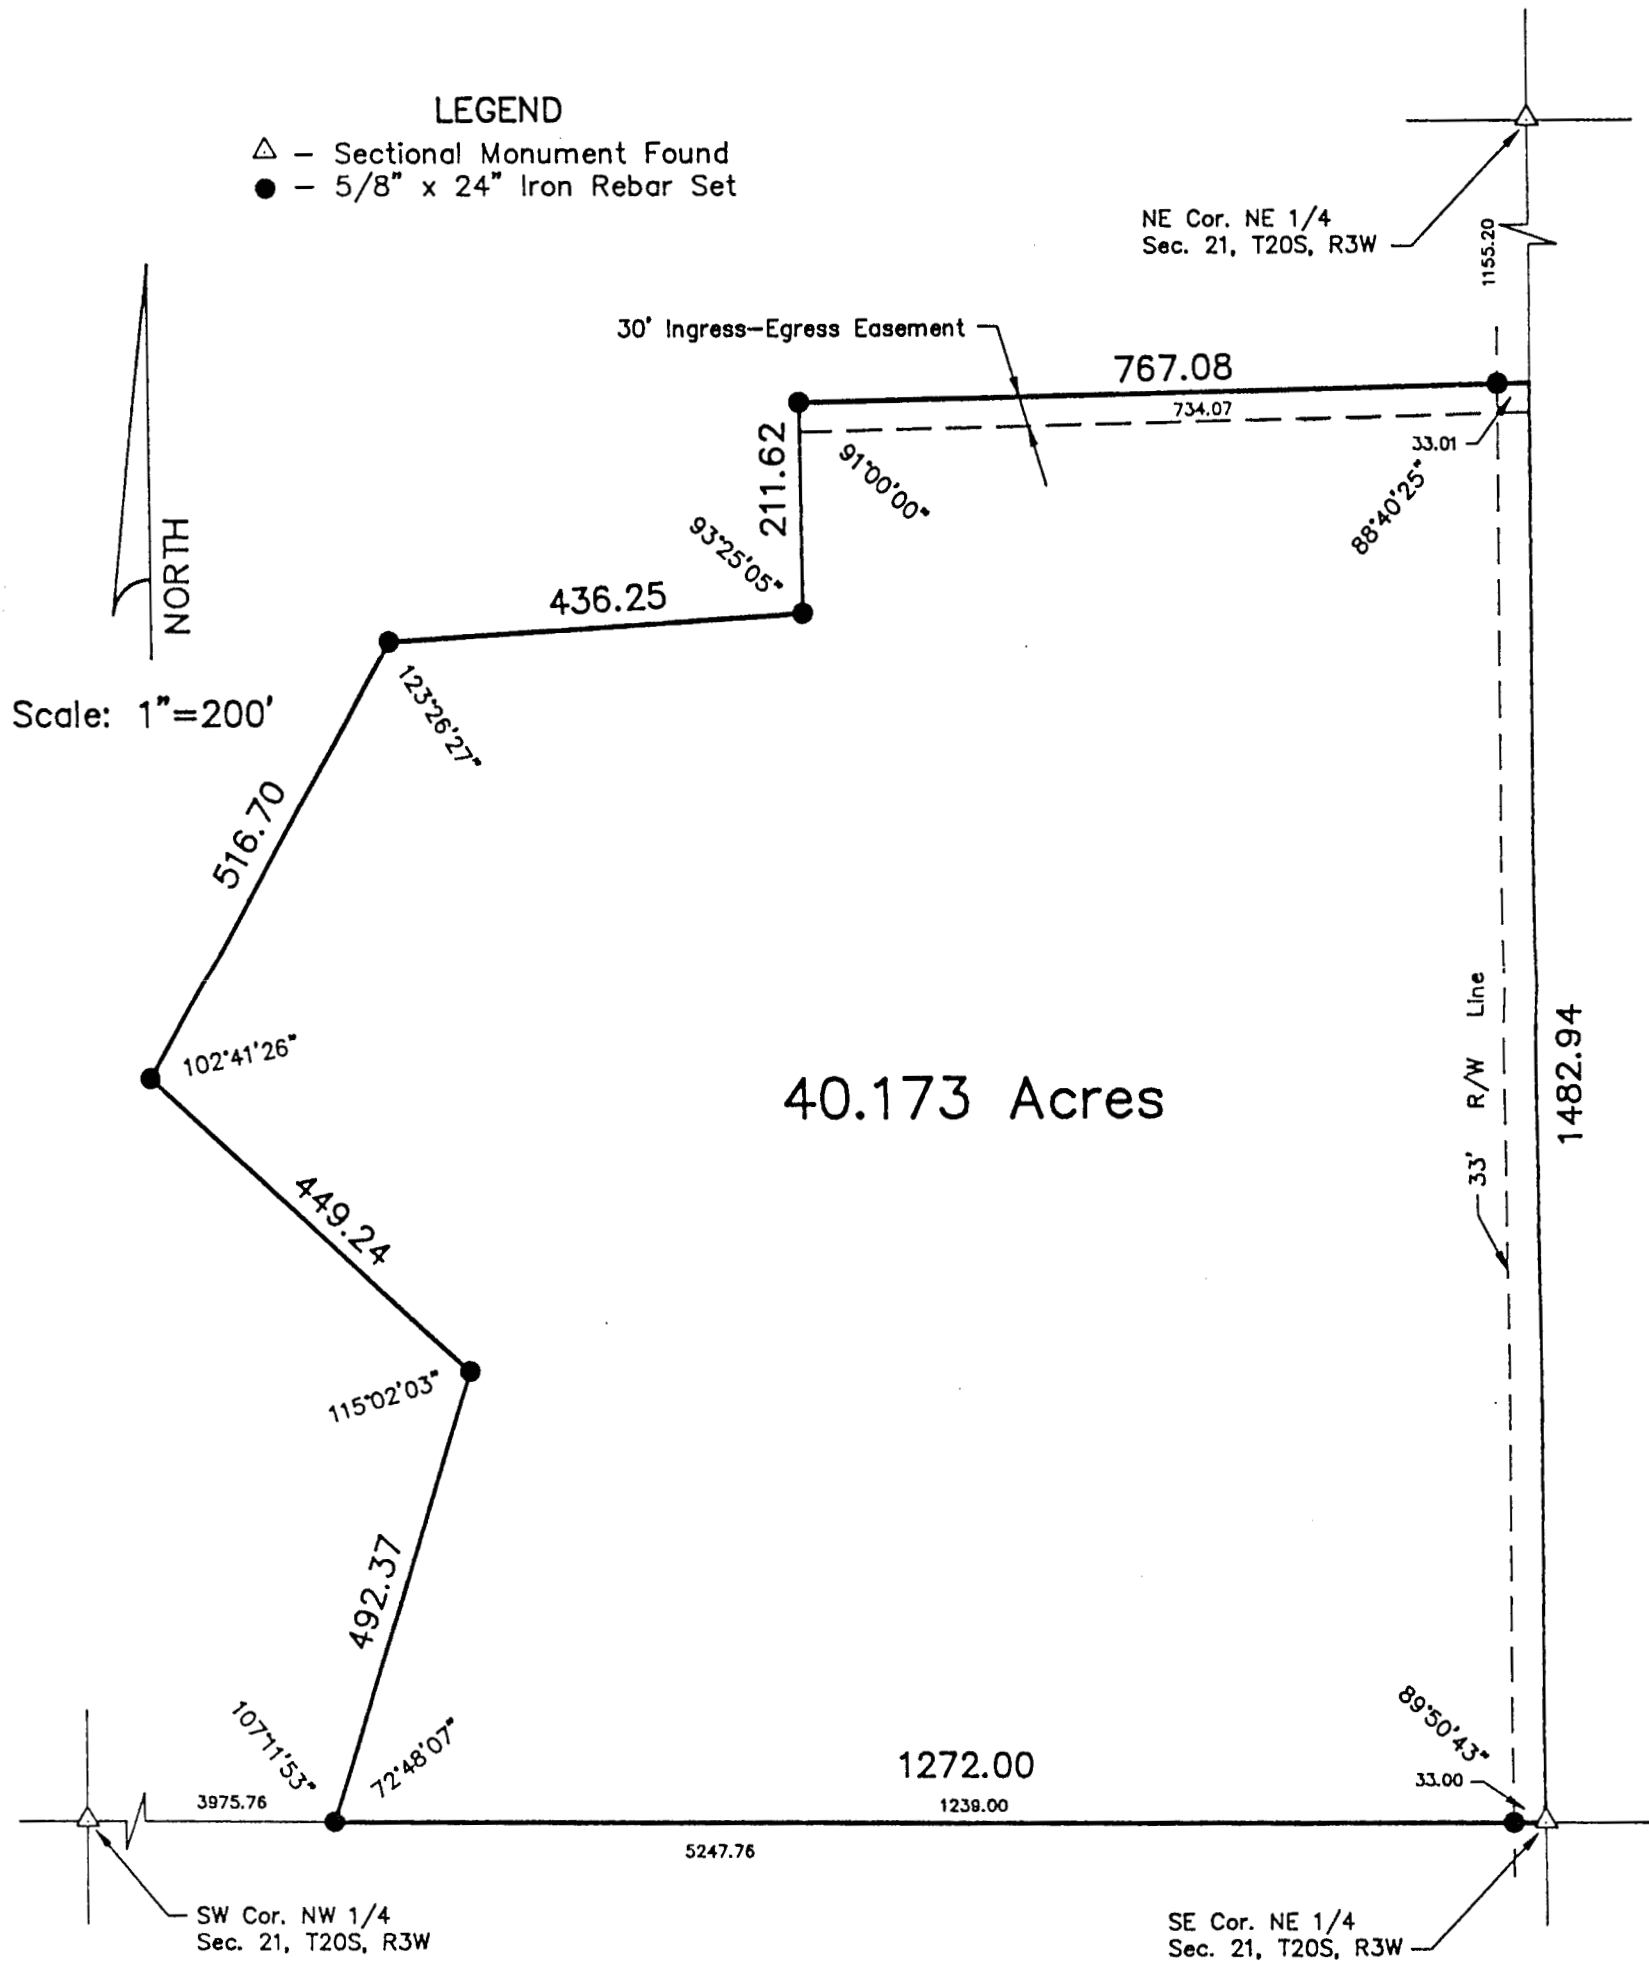 LEGEND
△ – Sectional Monument Found
● – 5/8" x 24" Iron Rebar Set
NE Cor. NE 1/4
Sec. 21, T20S, R3W
1155.20
30' Ingress–Egress Easement
767.08
734.07
33.01
91°00'00"
88°40'25"
211.62
93°25'05"
436.25
NORTH
123°26'27"
Scale: 1"=200'
516.70
102°41'26"
40.173 Acres
33' R/W Line
1482.94
449.24
115°02'03"
492.37
107°11'53"
72°48'07"
89°50'43"
1272.00
33.00
3975.76
1239.00
5247.76
SW Cor. NW 1/4
Sec. 21, T20S, R3W
SE Cor. NE 1/4
Sec. 21, T20S, R3W